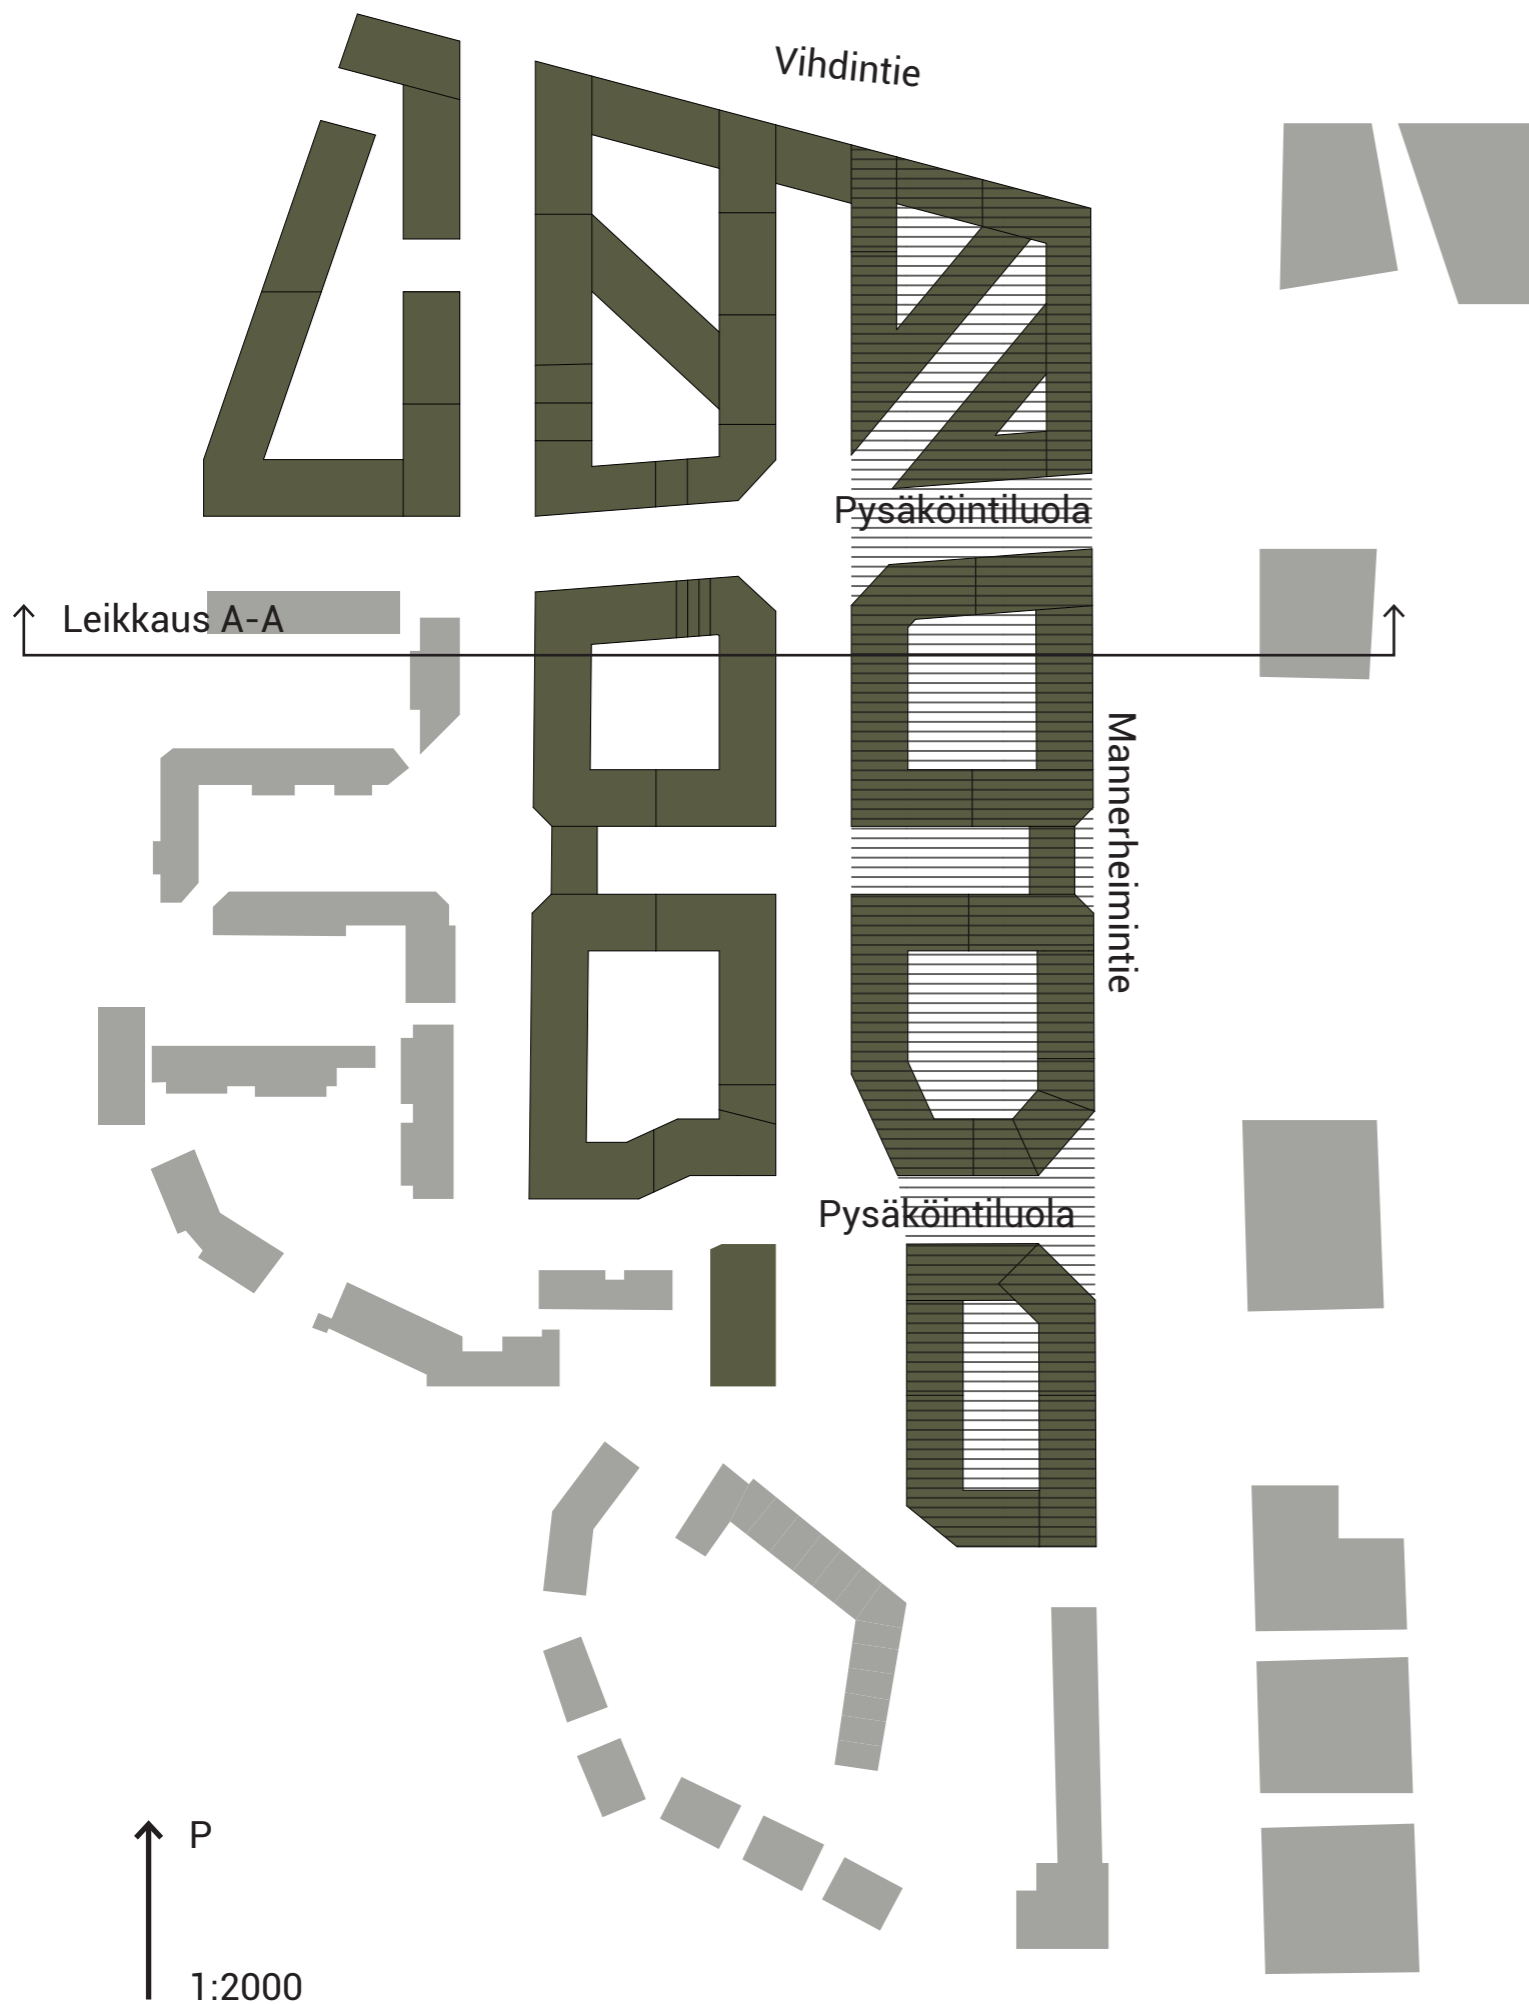 Vihdintie
Pysäköintiluola
Leikkaus A-A
Mannerheimintie
Pysäköintiluola
P
1:2000